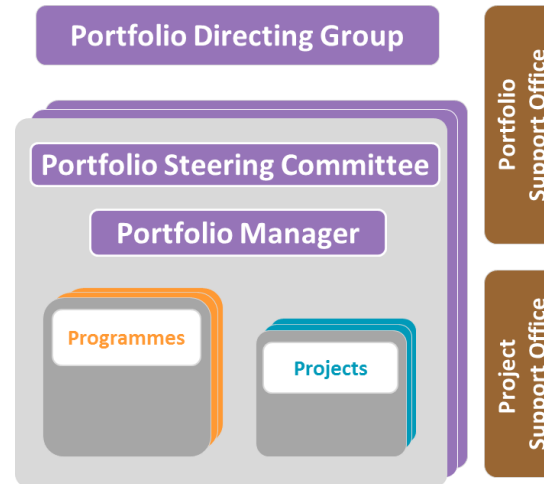 Portfolio Directing Group
Portfolio Steering Committee
Portfolio Manager
Programmes
Projects
Portfolio
Support Office
Project
Support Office